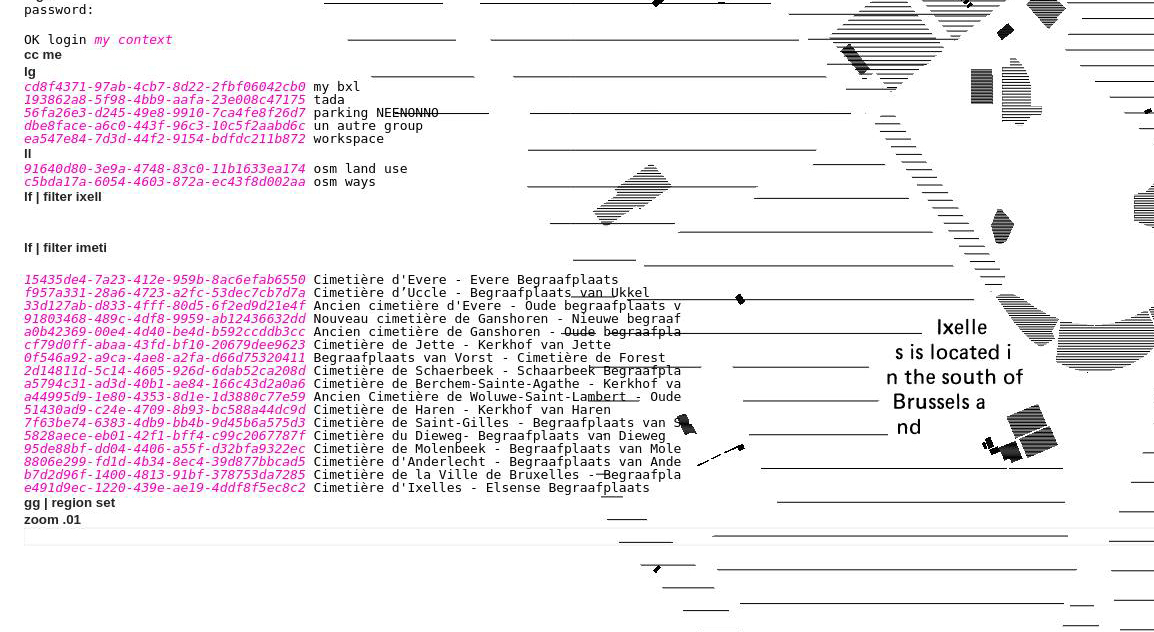 password:
OK login my context
cc me
lg
cd8f4371-97ab-4cb7-8d22-2fbf06042cb0 my bxl
193862a8-5f98-4bb9-aafa-23e008c47175 tada
56fa26e3-d245-49e8-9910-7ca4fe8f26d7 parking NEENONNO
dbe8face-a6c0-443f-96c3-10c5f2aabd6c un autre group
ea547e84-7d3d-44f2-9154-bdfdc211b872 workspace
ll
91640d80-3e9a-4748-83c0-11b1633ea174 osm land use
c5bda17a-6054-4603-872a-ec43f8d002aa osm ways
lf | filter ixell
lf | filter imeti
15435de4-7a23-412e-959b-8ac6efab6550 Cimetière d'Evere - Evere Begraafplaats
f957a331-28a6-4723-a2fc-53dec7cb7d7a Cimetière d’Uccle - Begraafplaats van Ukkel
33d127ab-d833-4fff-80d5-6f2ed9d21e4f Ancien cimetière d'Evere - Oude begraafplaats v
91803468-489c-4df8-9959-ab12436632dd Nouveau cimetière de Ganshoren - Nieuwe begraaf
a0b42369-00e4-4d40-be4d-b592ccddb3cc Ancien cimetière de Ganshoren - Oude begraafpla
cf79d0ff-abaa-43fd-bf10-20679dee9623 Cimetière de Jette - Kerkhof van Jette
0f546a92-a9ca-4ae8-a2fa-d66d75320411 Begraafplaats van Vorst - Cimetière de Forest
2d14811d-5c14-4605-926d-6dab52ca208d Cimetière de Schaerbeek - Schaarbeek Begraafpla
a5794c31-ad3d-40b1-ae84-166c43d2a0a6 Cimetière de Berchem-Sainte-Agathe - Kerkhof va
a44995d9-1e80-4353-8d1e-1d3880c77e59 Ancien Cimetière de Woluwe-Saint-Lambert - Oude
51430ad9-c24e-4709-8b93-bc588a44dc9d Cimetière de Haren - Kerkhof van Haren
7f63be74-6383-4db9-bb4b-9d45b6a575d3 Cimetière de Saint-Gilles - Begraafplaats van S
5828aece-eb01-42f1-bff4-c99c2067787f Cimetière du Dieweg- Begraafplaats van Dieweg
95de88bf-dd04-4406-a55f-d32bfa9322ec Cimetière de Molenbeek - Begraafplaats van Mole
8806e299-fd1d-4b34-8ec4-39d877bbcad5 Cimetière d'Anderlecht - Begraafplaats van Ande
b7d2d96f-1400-4813-91bf-378753da7285 Cimetière de la Ville de Bruxelles - Begraafpla
e491d9ec-1220-439e-ae19-4ddf8f5ec8c2 Cimetière d'Ixelles - Elsense Begraafplaats
gg | region set
zoom .01
Ixelle
s is located i
n the south of
Brussels a
nd